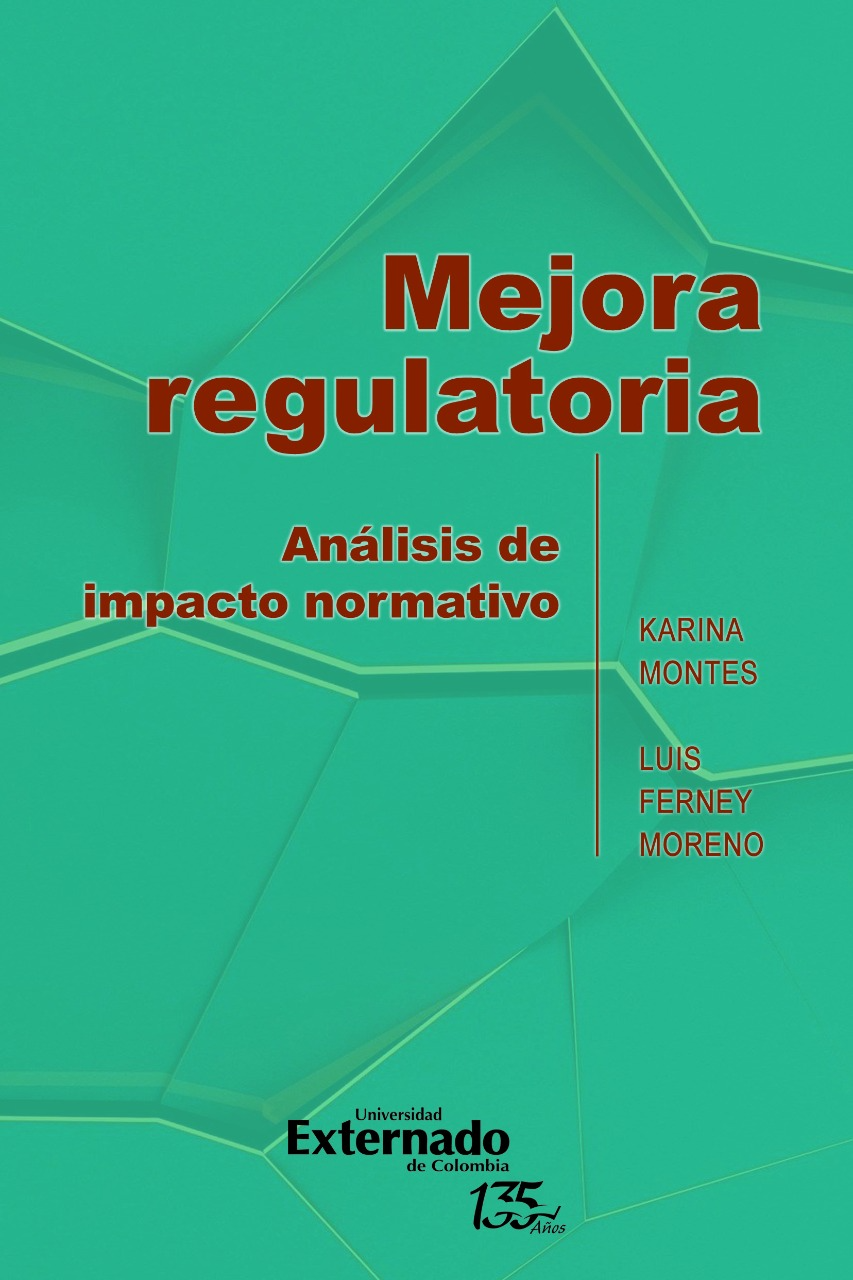 Mejora
regulatoria
Análisis de
impacto normativo
KARINA
MONTES
LUIS
FERNEY
MORENO
Universidad
Externado
de Colombia
135
Años